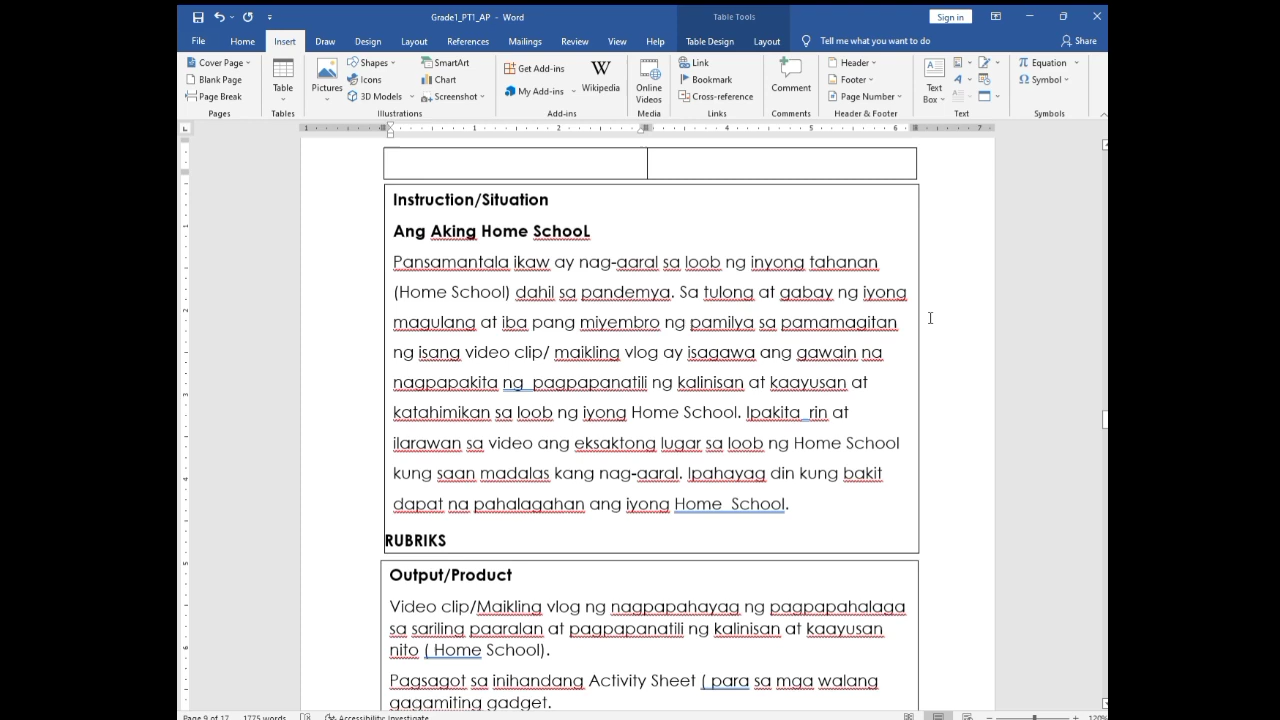 Grade1_PT1_AP - Word
Table Tools
Sign in
File Home Insert Draw Design Layout References Mailings Review View Help Table Design Layout Tell me what you want to do Share
Cover Page
Blank Page
Page Break
Pages
Table
Tables
Pictures
Shapes
Icons
3D Models
SmartArt
Chart
Screenshot
Illustrations
Get Add-ins
My Add-ins
Wikipedia
Add-ins
Online Videos
Media
Link
Bookmark
Cross-reference
Links
Comment
Comments
Header
Footer
Page Number
Header & Footer
Text Box
Text
Equation
Symbol
Symbols
Instruction/Situation
Ang Aking Home SchooL
Pansamantala ikaw ay nag-aaral sa loob ng inyong tahanan
(Home School) dahil sa pandemya. Sa tulong at gabay ng iyong
magulang at iba pang miyembro ng pamilya sa pamamagitan
ng isang video clip/ maikling vlog ay isagawa ang gawain na
nagpapakita ng pagpapanatili ng kalinisan at kaayusan at
katahimikan sa loob ng iyong Home School. Ipakita rin at
ilarawan sa video ang eksaktong lugar sa loob ng Home School
kung saan madalas kang nag-aaral. Ipahayag din kung bakit
dapat na pahalagahan ang iyong Home School.
RUBRIKS
Output/Product
Video clip/Maikling vlog ng nagpapahayag ng pagpapahalaga
sa sariling paaralan at pagpapanatili ng kalinisan at kaayusan
nito ( Home School).
Pagsagot sa inihandang Activity Sheet ( para sa mga walang
gagamiting gadget.
Page 9 of 17 1775 words Accessibility: Investigate 120%